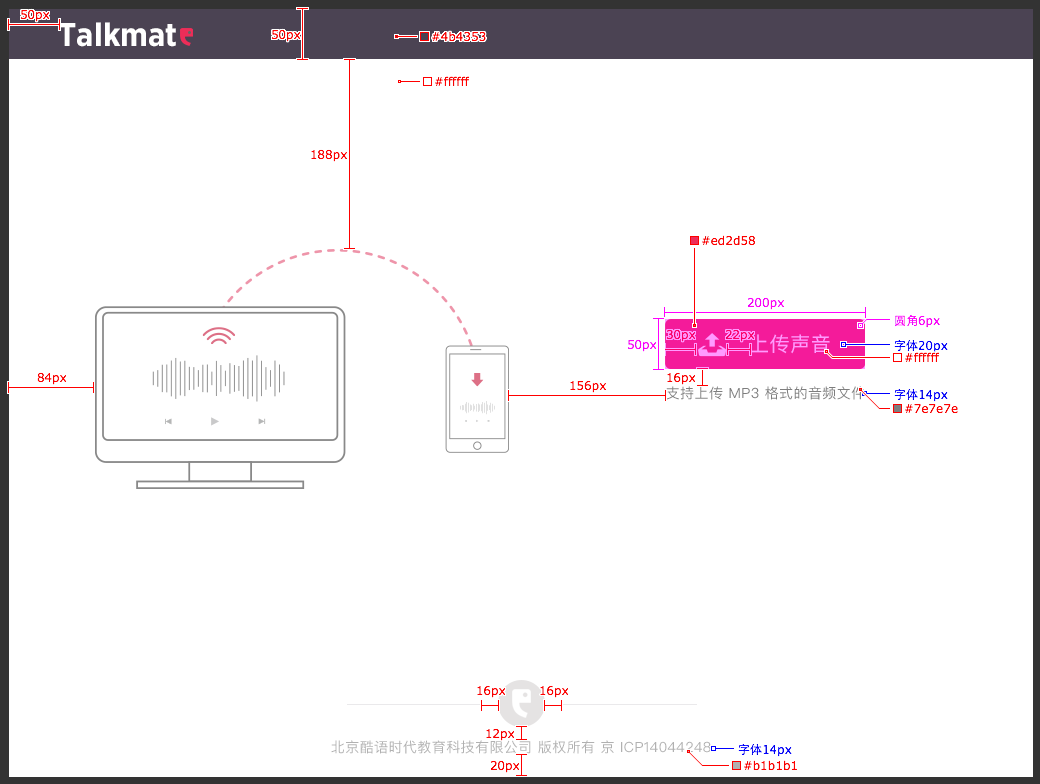 50px
Talkmate
50px
#4b4353
#ffffff
188px
#ed2d58
200px
圆角6px
50px
30px
22px
上传声音
字体20px
#ffffff
84px
156px
16px
支持上传 MP3 格式的音频文件
字体14px
#7e7e7e
16px
16px
12px
北京酷语时代教育科技有限公司 版权所有 京 ICP14044248
字体14px
20px
#b1b1b1